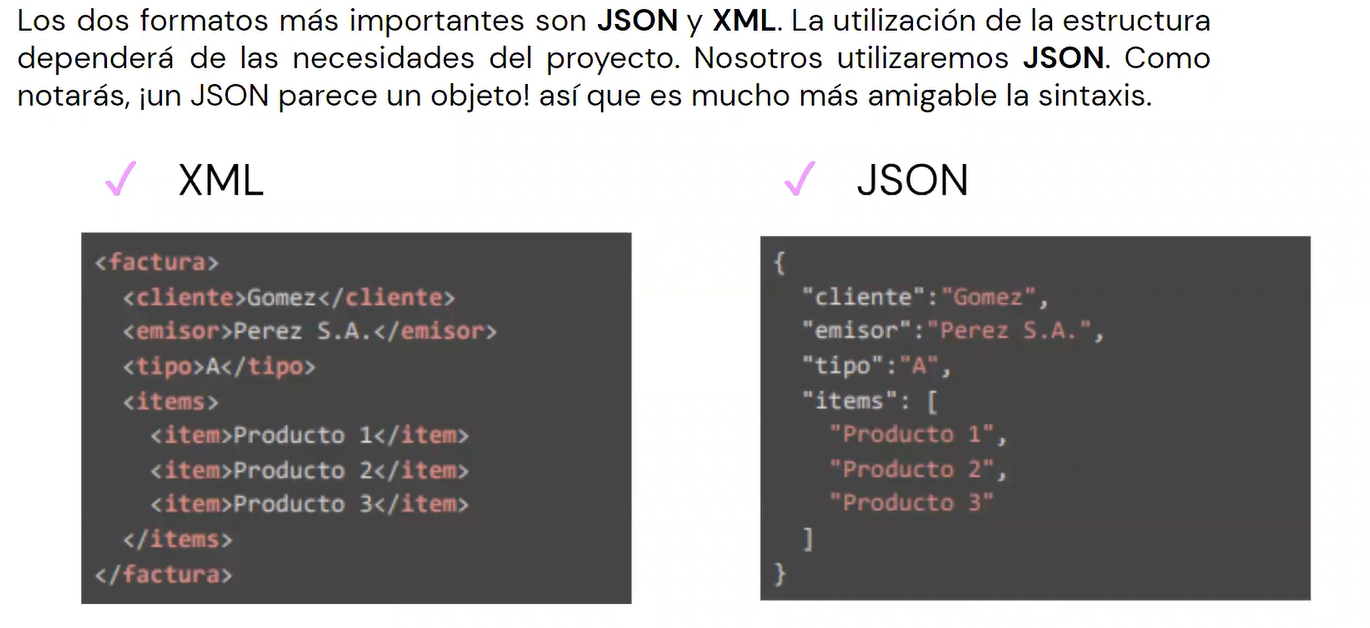 Los dos formatos más importantes son JSON y XML. La utilización de la estructura
dependerá de las necesidades del proyecto. Nosotros utilizaremos JSON. Como
notarás, ¡un JSON parece un objeto! así que es mucho más amigable la sintaxis.
✓ XML
<factura>
  <cliente>Gomez</cliente>
  <emisor>Perez S.A.</emisor>
  <tipo>A</tipo>
  <items>
    <item>Producto 1</item>
    <item>Producto 2</item>
    <item>Producto 3</item>
  </items>
</factura>
✓ JSON
{
  "cliente":"Gomez",
  "emisor":"Perez S.A.",
  "tipo":"A",
  "items": [
    "Producto 1",
    "Producto 2",
    "Producto 3"
  ]
}